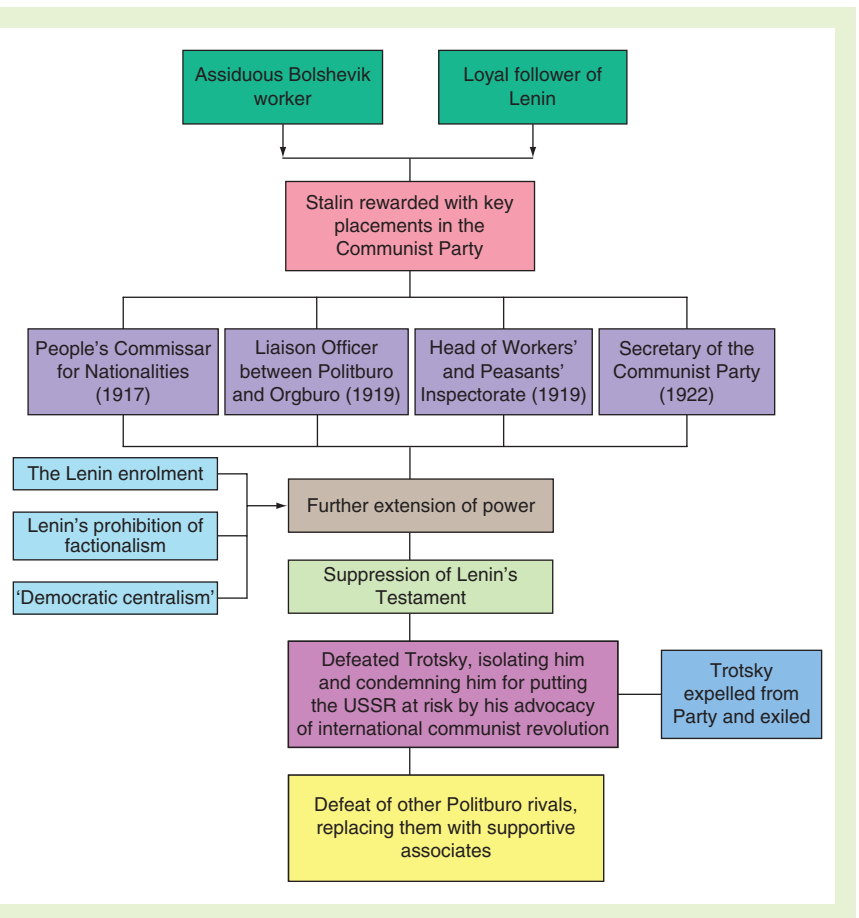 Assiduous Bolshevik
worker
Loyal follower of
Lenin
Stalin rewarded with key
placements in the
Communist Party
People's Commissar
for Nationalities
(1917)
Liaison Officer
between Politburo
and Orgburo (1919)
Head of Workers'
and Peasants'
Inspectorate (1919)
Secretary of the
Communist Party
(1922)
The Lenin enrolment
Lenin's prohibition of
factionalism
'Democratic centralism'
Further extension of power
Suppression of Lenin's
Testament
Defeated Trotsky, isolating him
and condemning him for putting
the USSR at risk by his advocacy
of international communist revolution
Trotsky
expelled from
Party and exiled
Defeat of other Politburo rivals,
replacing them with supportive
associates